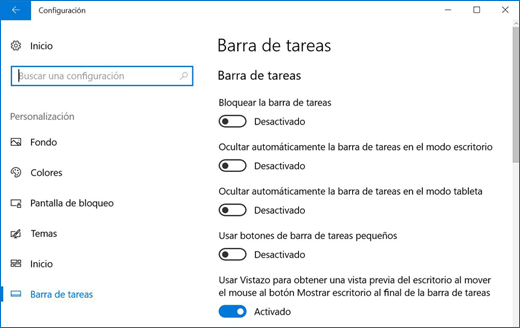 Configuración
Inicio
Buscar una configuración
Personalización
Fondo
Colores
Pantalla de bloqueo
Temas
Inicio
Barra de tareas
Barra de tareas
Barra de tareas
Bloquear la barra de tareas
Desactivado
Ocultar automáticamente la barra de tareas en el modo escritorio
Desactivado
Ocultar automáticamente la barra de tareas en el modo tableta
Desactivado
Usar botones de barra de tareas pequeños
Desactivado
Usar Vistazo para obtener una vista previa del escritorio al mover
el mouse al botón Mostrar escritorio al final de la barra de tareas
Activado